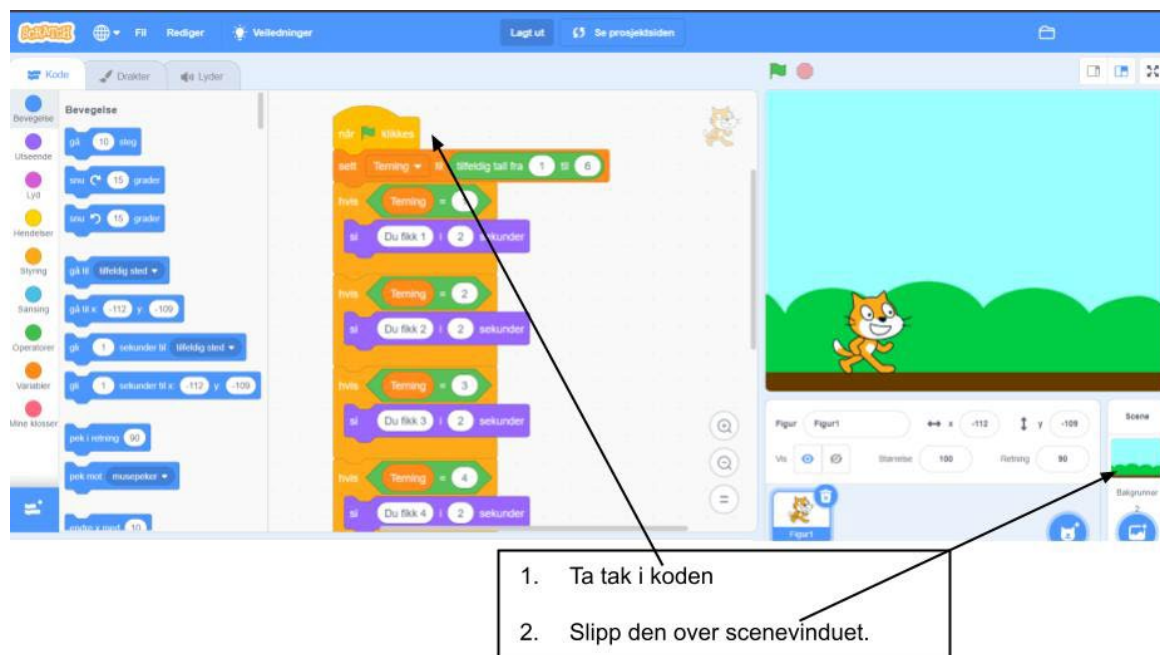 SCRATCH Fil Rediger Veiledninger Lagt ut Se prosjektsiden
Kode Drakter Lyder
Bevegelse
Utseende
Lyd
Hendelser
Styring
Sansing
Operatorer
Variabler
Mine klosser
Bevegelse
gå 10 steg
snu 15 grader
snu 15 grader
gå til tilfeldig sted
gå til x: -112 y: -109
gli 1 sekunder til tilfeldig sted
gli 1 sekunder til x: -112 y: -109
pek i retning 90
pek mot musepeker
endre x med 10
når klikkes
sett Terning til tilfeldig tall fra 1 til 6
hvis Terning =
si Du fikk 1 i 2 sekunder
hvis Terning = 2
si Du fikk 2 i 2 sekunder
hvis Terning = 3
si Du fikk 3 i 2 sekunder
hvis Terning = 4
si Du fikk 4 i 2 sekunder
Figur Figur1 x -112 y -109
Vis Størrelse 100 Retning 90
Figur1
Scene
Bakgrunner
2
1. Ta tak i koden
2. Slipp den over scenevinduet.